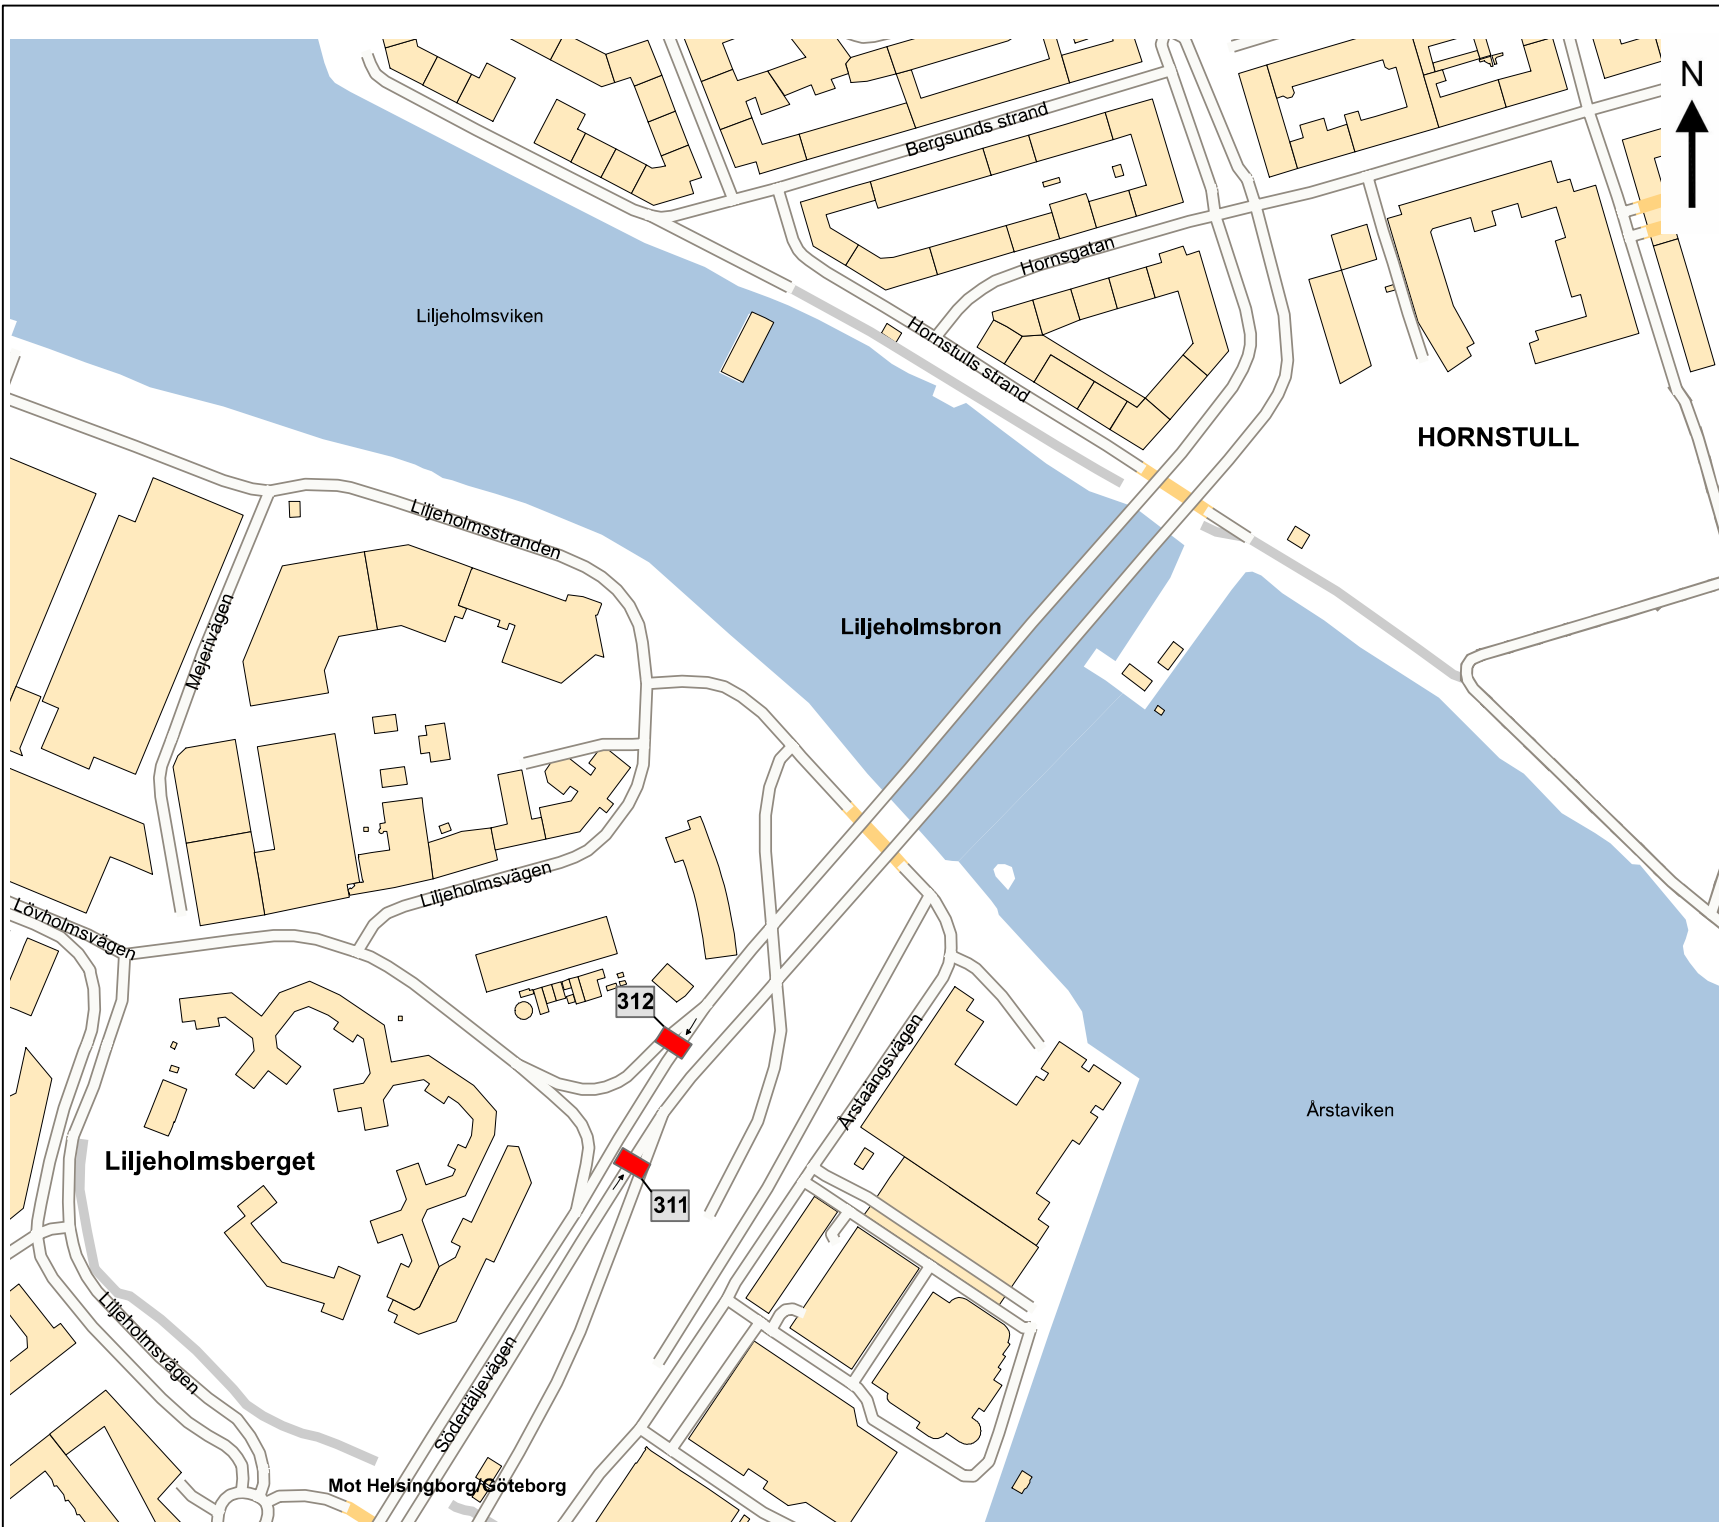 N
Bergsunds strand
Hornsgatan
Liljeholmsviken
Hornstulls strand
HORNSTULL
Liljeholmsstranden
Liljeholmsbron
Mejerivägen
Liljeholmsvägen
Lövholmsvägen
312
Årstaängsvägen
Årstaviken
Liljeholmsberget
311
Liljeholmsvägen
Södertäljevägen
Mot Helsingborg/Göteborg